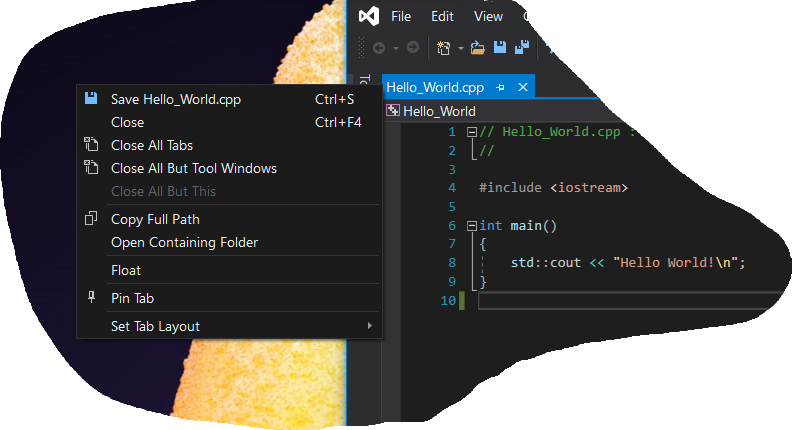 File Edit View
To
Hello_World.cpp
Hello_World
Save Hello_World.cpp Ctrl+S
Close Ctrl+F4
Close All Tabs
Close All But Tool Windows
Close All But This
Copy Full Path
Open Containing Folder
Float
Pin Tab
Set Tab Layout
1 // Hello_World.cpp :
2 //
3
4 #include <iostream>
5
6 int main()
7 {
8 std::cout << "Hello World!\n";
9 }
10